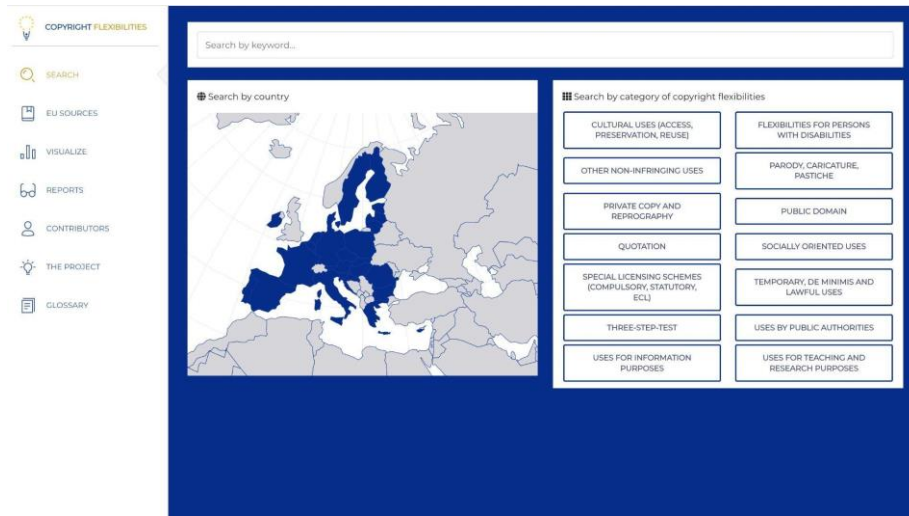 COPYRIGHT FLEXIBILITIES
SEARCH
EU SOURCES
VISUALIZE
REPORTS
CONTRIBUTORS
THE PROJECT
GLOSSARY
Search by keyword...
Search by country
Search by category of copyright flexibilities
CULTURAL USES (ACCESS,
PRESERVATION, REUSE)
FLEXIBILITIES FOR PERSONS
WITH DISABILITIES
OTHER NON-INFRINGING USES
PARODY, CARICATURE,
PASTICHE
PRIVATE COPY AND
REPROGRAPHY
PUBLIC DOMAIN
QUOTATION
SOCIALLY ORIENTED USES
SPECIAL LICENSING SCHEMES
(COMPULSORY, STATUTORY,
ECL)
TEMPORARY, DE MINIMIS AND
LAWFUL USES
THREE-STEP-TEST
USES BY PUBLIC AUTHORITIES
USES FOR INFORMATION
PURPOSES
USES FOR TEACHING AND
RESEARCH PURPOSES